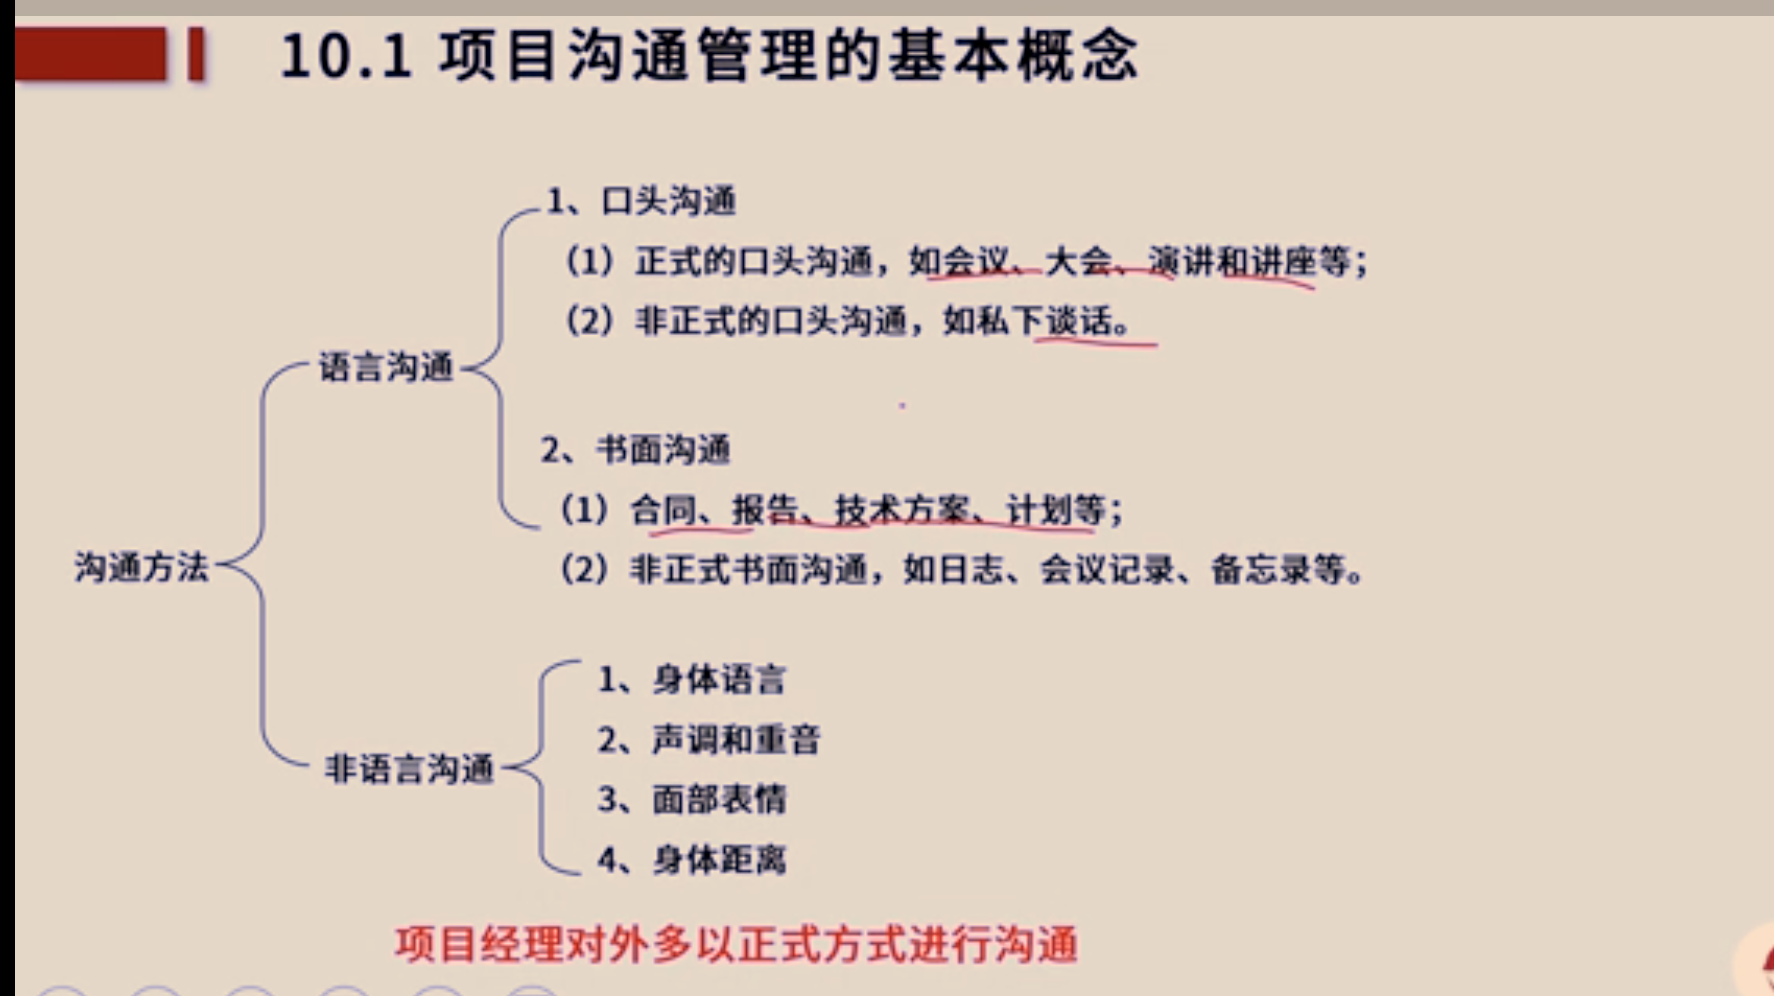 10.1 项目沟通管理的基本概念
1、口头沟通
（1）正式的口头沟通，如会议、大会、演讲和讲座等；
（2）非正式的口头沟通，如私下谈话。
语言沟通
2、书面沟通
（1）合同、报告、技术方案、计划等；
（2）非正式书面沟通，如日志、会议记录、备忘录等。
沟通方法
1、身体语言
2、声调和重音
非语言沟通
3、面部表情
4、身体距离
项目经理对外多以正式方式进行沟通